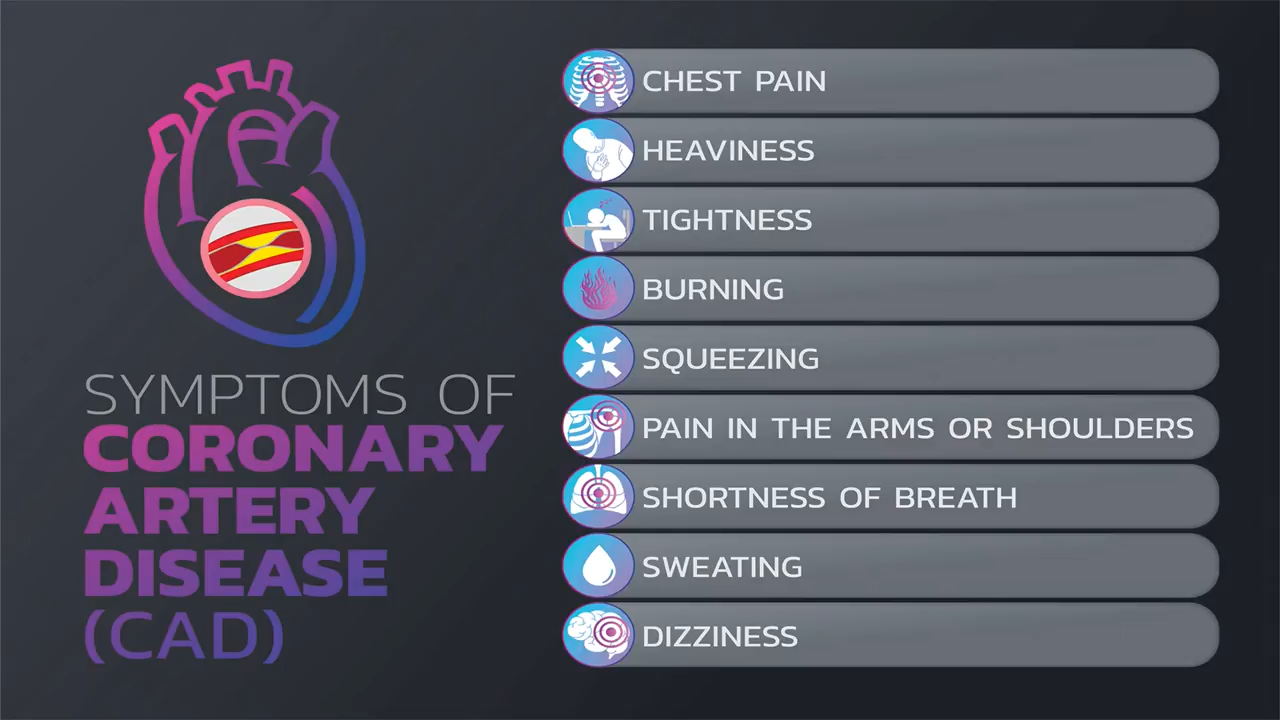 SYMPTOMS OF
CORONARY
ARTERY
DISEASE
(CAD)
CHEST PAIN
HEAVINESS
TIGHTNESS
BURNING
SQUEEZING
PAIN IN THE ARMS OR SHOULDERS
SHORTNESS OF BREATH
SWEATING
DIZZINESS